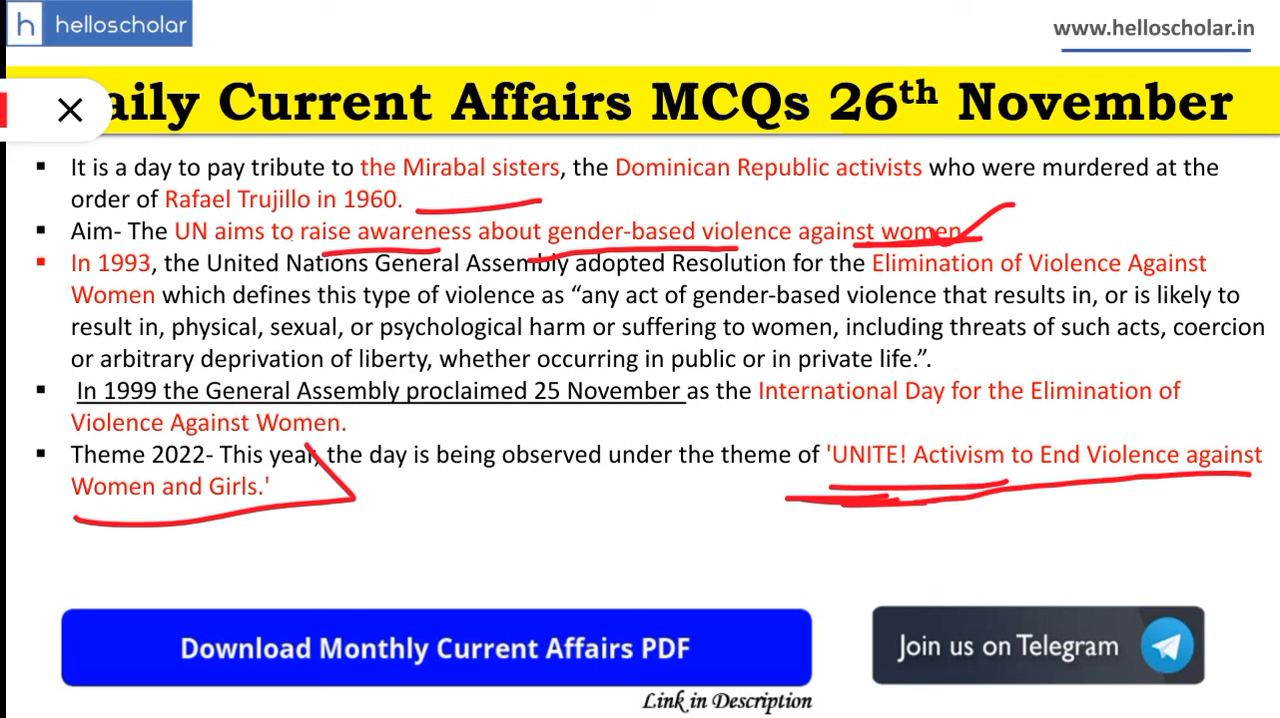 h helloscholar
www.helloscholar.in
aily Current Affairs MCQs 26th November
▪ It is a day to pay tribute to the Mirabal sisters, the Dominican Republic activists who were murdered at the
order of Rafael Trujillo in 1960.
▪ Aim- The UN aims to raise awareness about gender-based violence against women.
▪ In 1993, the United Nations General Assembly adopted Resolution for the Elimination of Violence Against
Women which defines this type of violence as “any act of gender-based violence that results in, or is likely to
result in, physical, sexual, or psychological harm or suffering to women, including threats of such acts, coercion
or arbitrary deprivation of liberty, whether occurring in public or in private life.”.
▪ In 1999 the General Assembly proclaimed 25 November as the International Day for the Elimination of
Violence Against Women.
▪ Theme 2022- This year, the day is being observed under the theme of 'UNITE! Activism to End Violence against
Women and Girls.'
Download Monthly Current Affairs PDF
Join us on Telegram
Link in Description